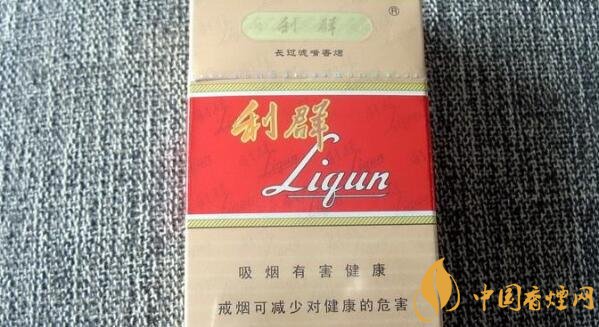 利群
®
长过滤嘴香烟
利群
Liqun
吸烟有害健康
戒烟可减少对健康的危害
中国香烟网